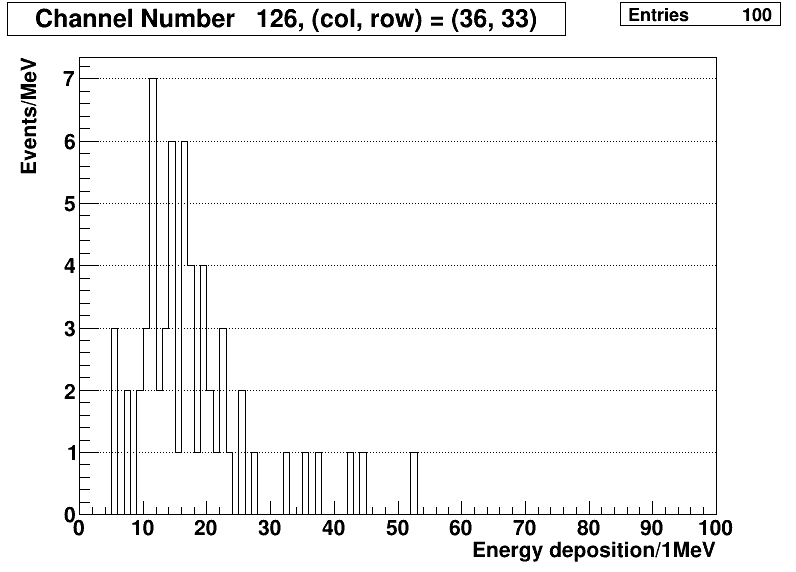 Channel Number 126, (col, row) = (36, 33)
Entries 100
Events/MeV
7
6
5
4
3
2
1
0
0 10 20 30 40 50 60 70 80 90 100
Energy deposition/1MeV